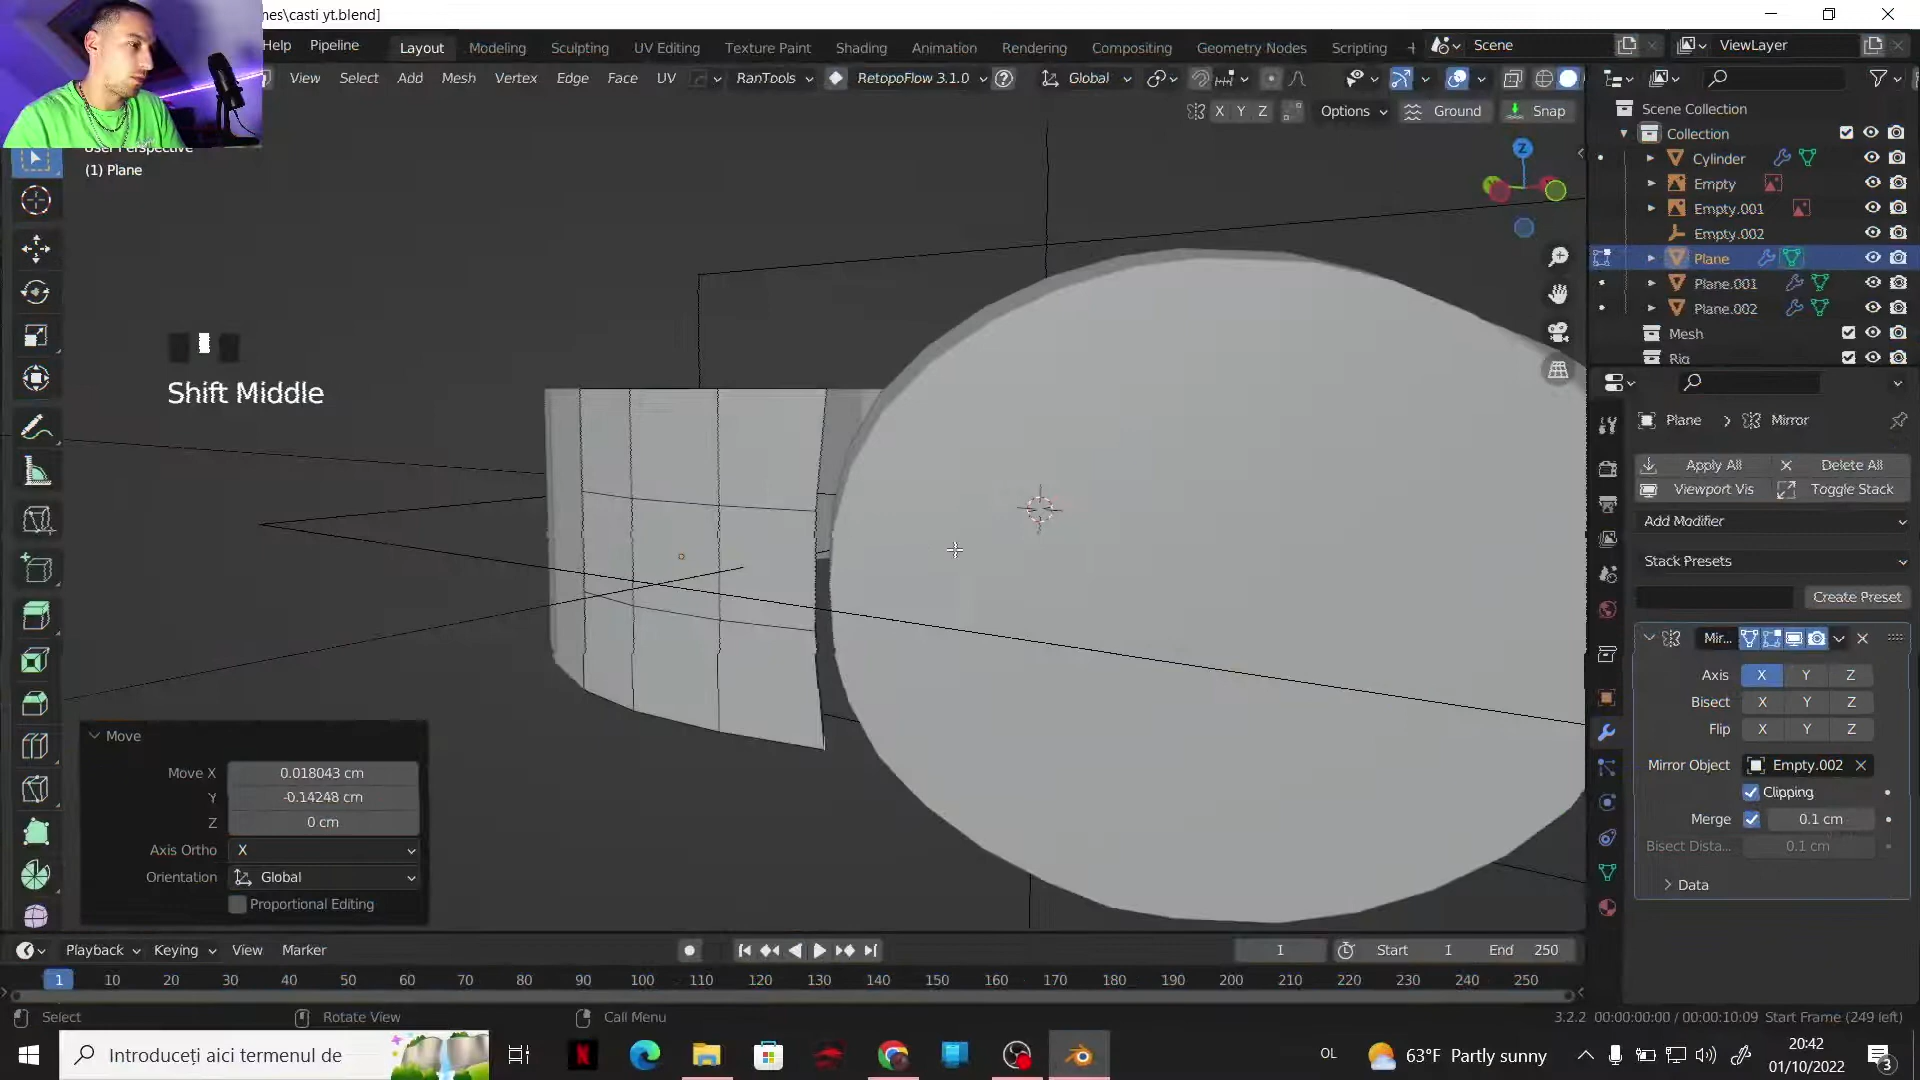 nes\casti yt.blend]
Help Pipeline Layout Modeling Sculpting UV Editing Texture Paint Shading Animation Rendering Compositing Geometry Nodes Scripting + Scene ViewLayer
View Select Add Mesh Vertex Edge Face UV RanTools RetopoFlow 3.1.0 Global
X Y Z Options Ground Snap
(1) Plane
Z
Shift Middle
Scene Collection
Collection
Cylinder
Empty
Empty.001
Empty.002
Plane
Plane.001
Plane.002
Mesh
Rig
Plane > Mirror
Apply All Delete All
Viewport Vis Toggle Stack
Add Modifier
Stack Presets
Create Preset
Mir...
Axis X Y Z
Bisect X Y Z
Flip X Y Z
Mirror Object Empty.002
Clipping
Merge 0.1 cm
Bisect Dista... 0.1 cm
Data
Move
Move X 0.018043 cm
Y -0.14248 cm
Z 0 cm
Axis Ortho X
Orientation Global
Proportional Editing
Playback Keying View Marker 1 Start 1 End 250
1 10 20 30 40 50 60 70 80 90 100 110 120 130 140 150 160 170 180 190 200 210 220 230 240 250
Select Rotate View Call Menu 3.2.2 00:00:00:00 / 00:00:10:09 Start Frame (249 left)
Introduceți aici termenul de OL 63°F Partly sunny 20:42
01/10/2022 3